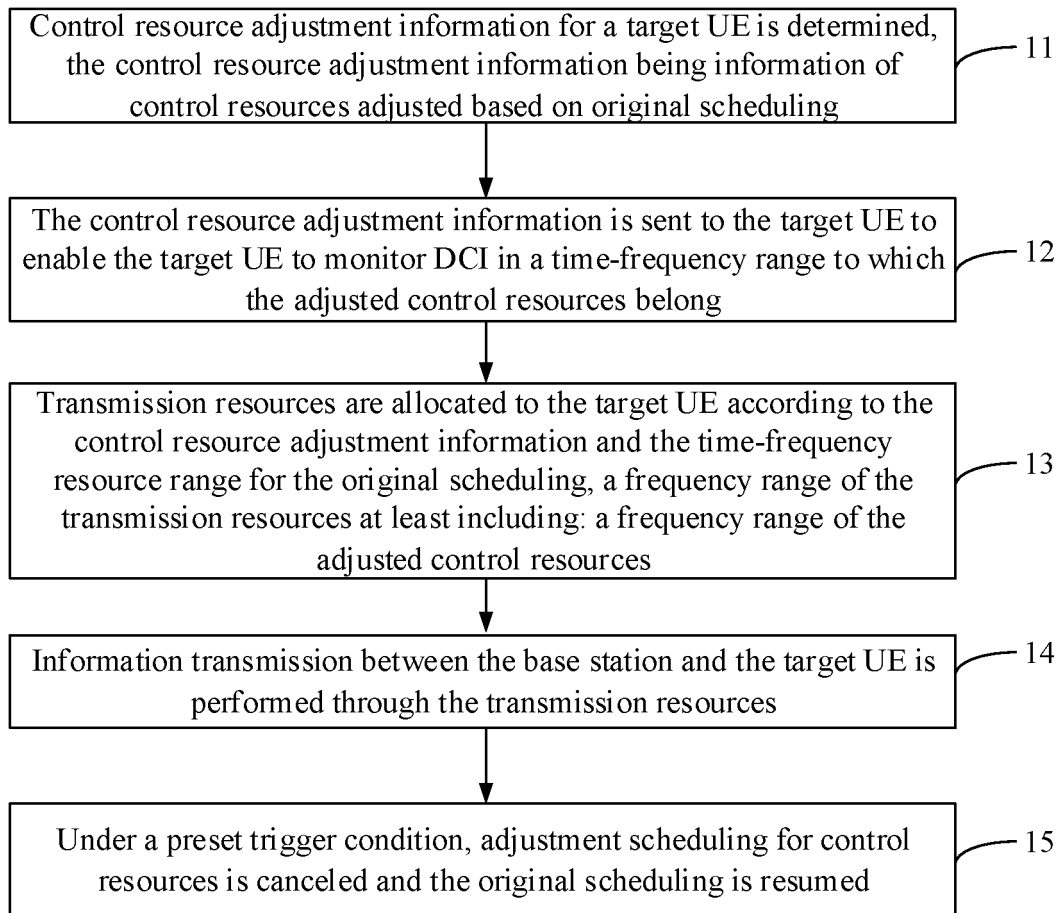 Control resource adjustment information for a target UE is determined,
the control resource adjustment information being information of
control resources adjusted based on original scheduling
11
The control resource adjustment information is sent to the target UE to
enable the target UE to monitor DCI in a time-frequency range to which
the adjusted control resources belong
12
Transmission resources are allocated to the target UE according to the
control resource adjustment information and the time-frequency
resource range for the original scheduling, a frequency range of the
transmission resources at least including: a frequency range of the
adjusted control resources
13
Information transmission between the base station and the target UE is
performed through the transmission resources
14
Under a preset trigger condition, adjustment scheduling for control
resources is canceled and the original scheduling is resumed
15